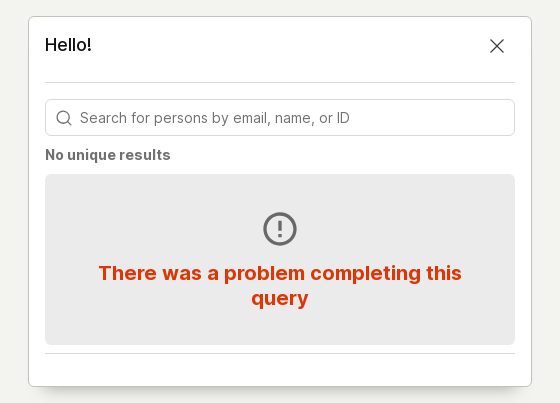 Hello!
Search for persons by email, name, or ID
No unique results
There was a problem completing this
query